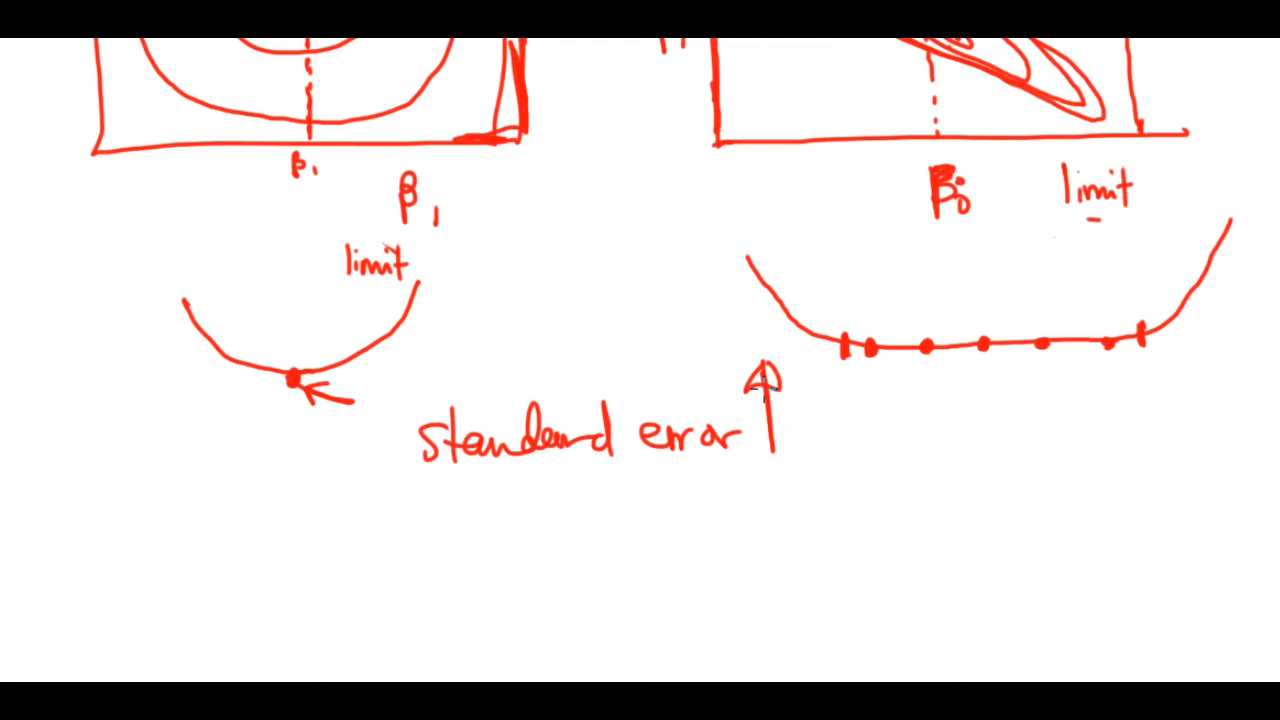 β₁
β₁
limit
β₀
limit
standard error ↑